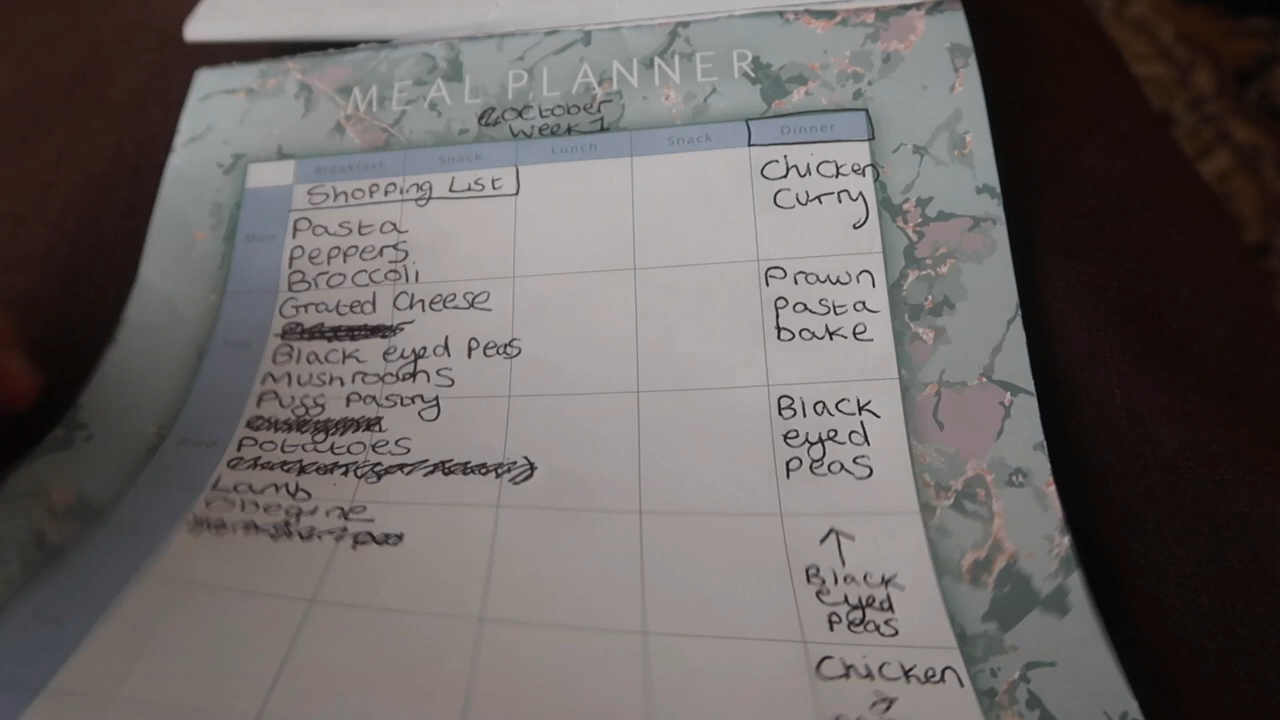 MEAL PLANNER
October
Week 1
Breakfast Snack Lunch Snack Dinner
Shopping List
Pasta
Peppers
Broccoli
Grated Cheese
Black eyed Peas
Mushrooms
Puff Pastry
Potatoes
Lamb
Obegine
Chicken
Curry
Prawn
Pasta
bake
Black
eyed
Peas
↑
Black
eyed
Peas
Chicken